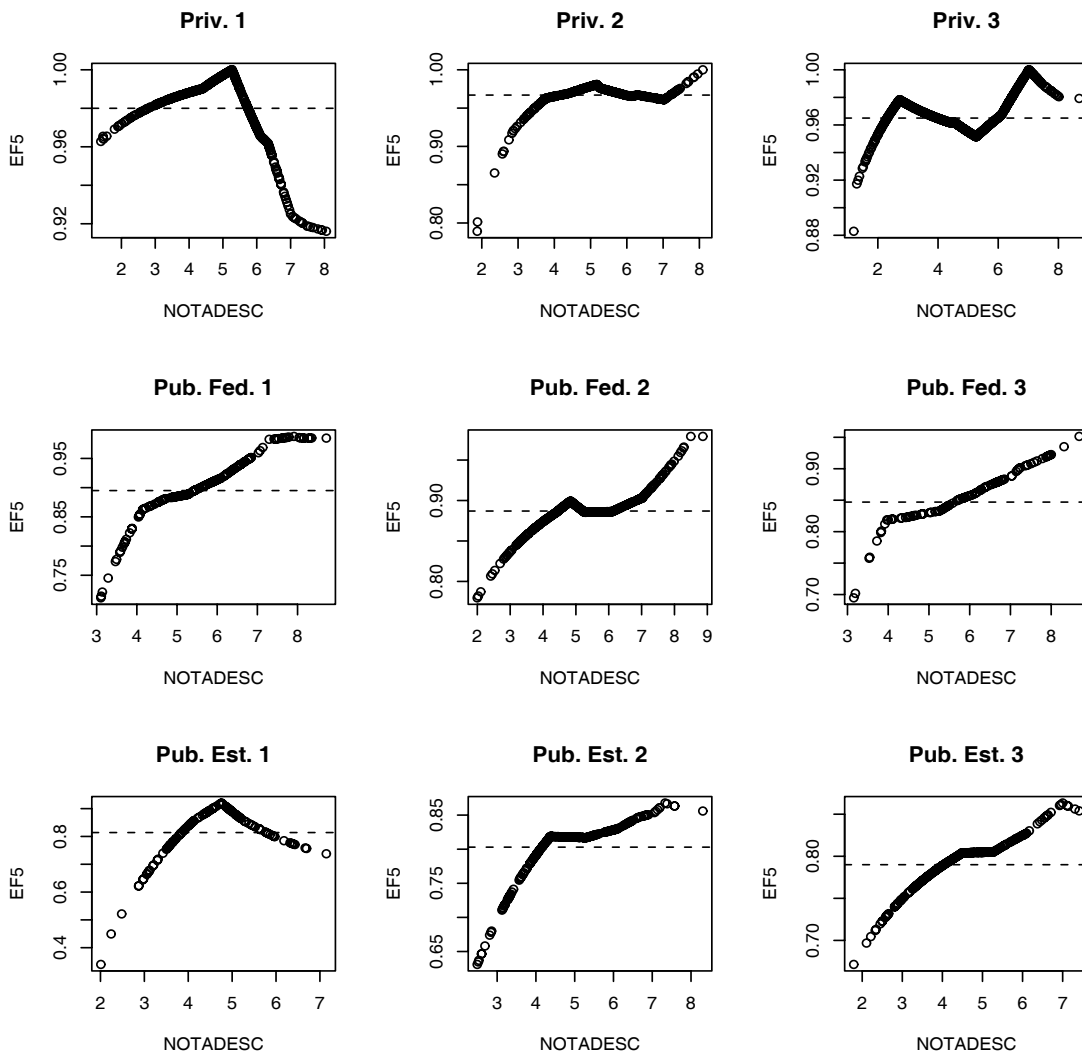 Priv. 1
EF5
0.92 0.96 1.00
2 3 4 5 6 7 8
NOTADESC
Priv. 2
EF5
0.80 0.90 1.00
2 3 4 5 6 7 8
NOTADESC
Priv. 3
EF5
0.88 0.92 0.96 1.00
2 4 6 8
NOTADESC
Pub. Fed. 1
EF5
0.75 0.85 0.95
3 4 5 6 7 8
NOTADESC
Pub. Fed. 2
EF5
0.80 0.90
2 3 4 5 6 7 8 9
NOTADESC
Pub. Fed. 3
EF5
0.70 0.80 0.90
3 4 5 6 7 8
NOTADESC
Pub. Est. 1
EF5
0.4 0.6 0.8
2 3 4 5 6 7
NOTADESC
Pub. Est. 2
EF5
0.65 0.75 0.85
3 4 5 6 7 8
NOTADESC
Pub. Est. 3
EF5
0.70 0.80
2 3 4 5 6 7
NOTADESC